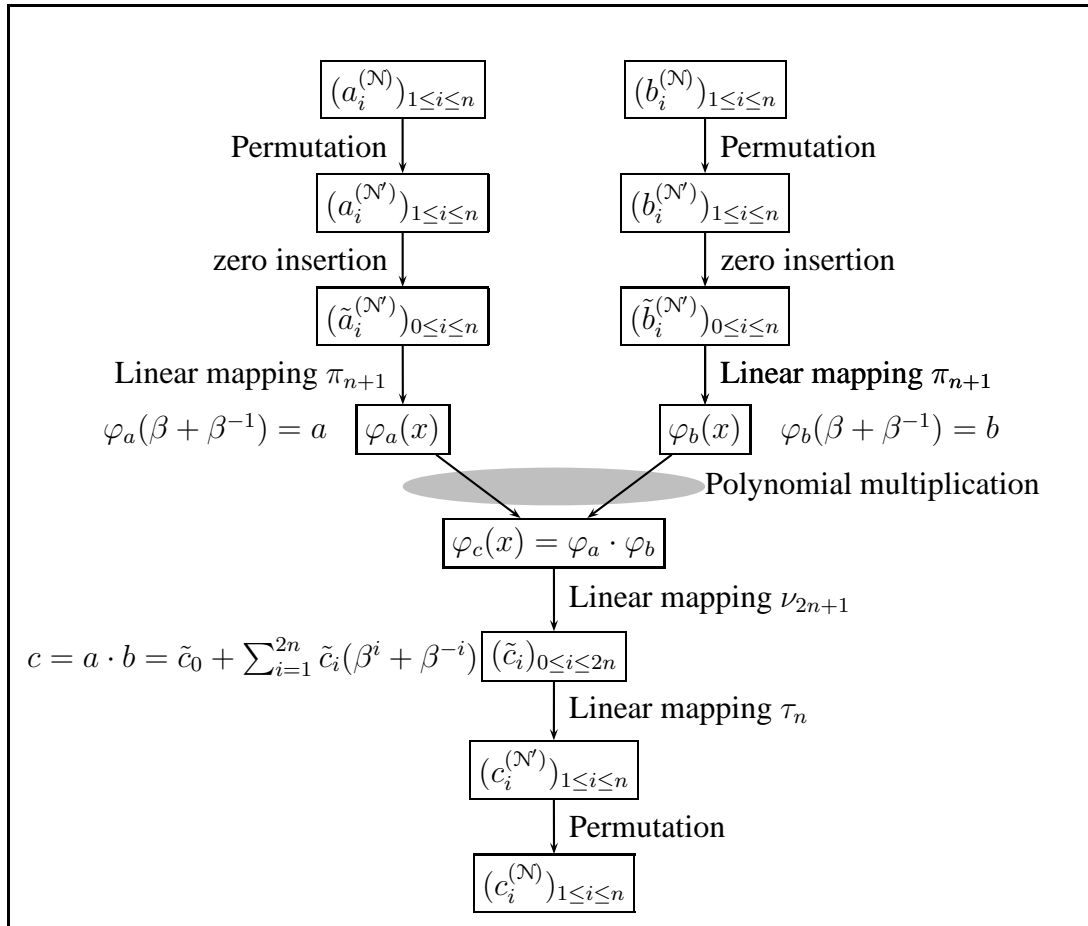 $(a_i^{(\mathcal{N})})_{1 \leq i \leq n}$ $(b_i^{(\mathcal{N})})_{1 \leq i \leq n}$
Permutation Permutation
$(a_i^{(\mathcal{N}')})_{1 \leq i \leq n}$ $(b_i^{(\mathcal{N}')})_{1 \leq i \leq n}$
zero insertion zero insertion
$(\tilde{a}_i^{(\mathcal{N}')})_{0 \leq i \leq n}$ $(\tilde{b}_i^{(\mathcal{N}')})_{0 \leq i \leq n}$
Linear mapping $\pi_{n+1}$ Linear mapping $\pi_{n+1}$
$\varphi_a(\beta + \beta^{-1}) = a$ $\varphi_a(x)$ $\varphi_b(x)$ $\varphi_b(\beta + \beta^{-1}) = b$
Polynomial multiplication
$\varphi_c(x) = \varphi_a \cdot \varphi_b$
Linear mapping $\nu_{2n+1}$
$c = a \cdot b = \tilde{c}_0 + \sum_{i=1}^{2n} \tilde{c}_i(\beta^i + \beta^{-i})$ $(\tilde{c}_i)_{0 \leq i \leq 2n}$
Linear mapping $\tau_n$
$(c_i^{(\mathcal{N}')})_{1 \leq i \leq n}$
Permutation
$(c_i^{(\mathcal{N})})_{1 \leq i \leq n}$